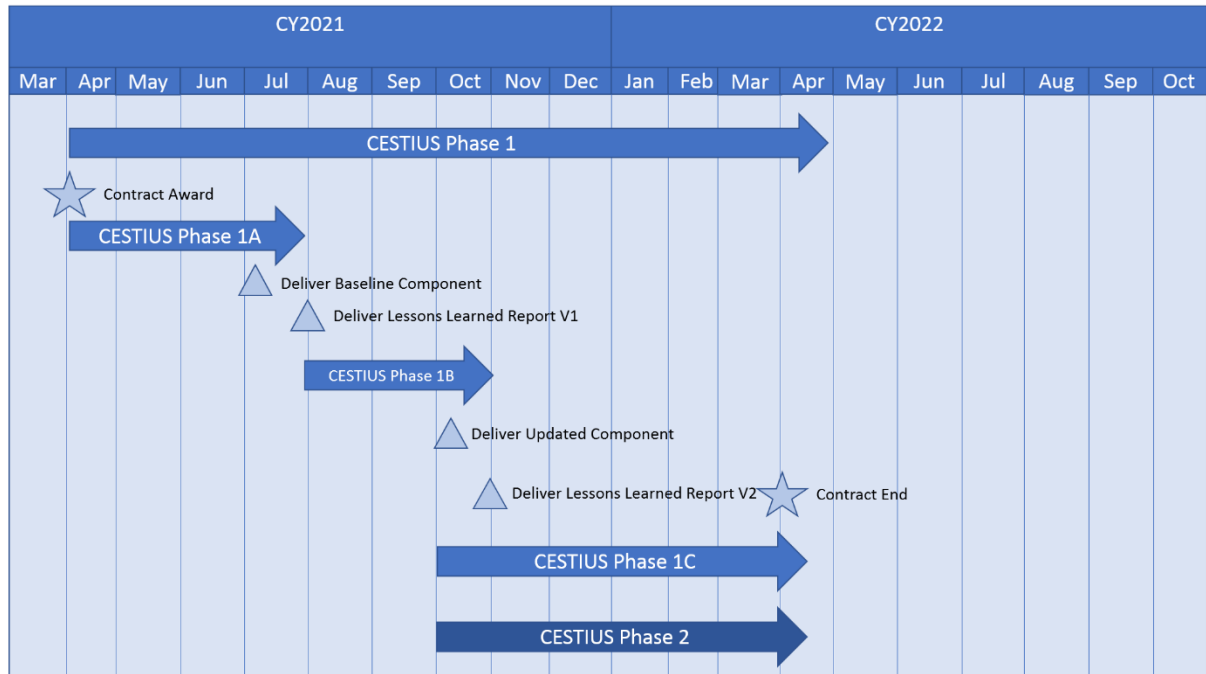 CY2021 CY2022
Mar Apr May Jun Jul Aug Sep Oct Nov Dec Jan Feb Mar Apr May Jun Jul Aug Sep Oct
CESTIUS Phase 1
Contract Award
CESTIUS Phase 1A
Deliver Baseline Component
Deliver Lessons Learned Report V1
CESTIUS Phase 1B
Deliver Updated Component
Deliver Lessons Learned Report V2 Contract End
CESTIUS Phase 1C
CESTIUS Phase 2